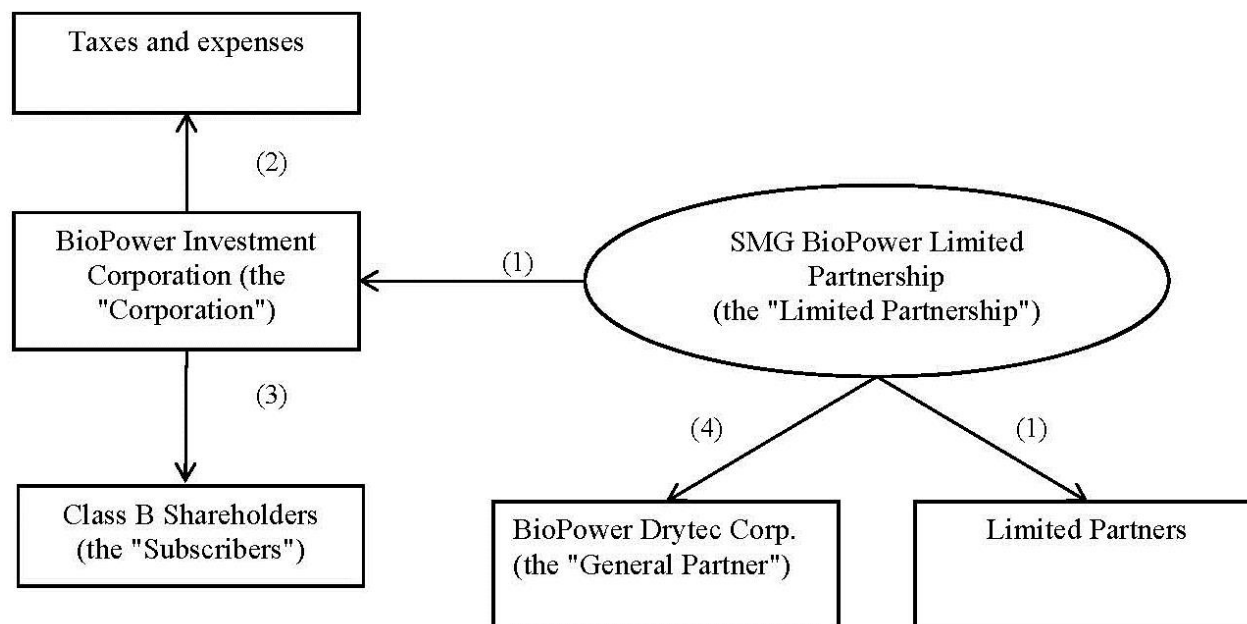 Taxes and expenses
(2)
BioPower Investment
Corporation (the
"Corporation")
(1)
SMG BioPower Limited
Partnership
(the "Limited Partnership")
(3)
(4)
(1)
Class B Shareholders
(the "Subscribers")
BioPower Drytec Corp.
(the "General Partner")
Limited Partners